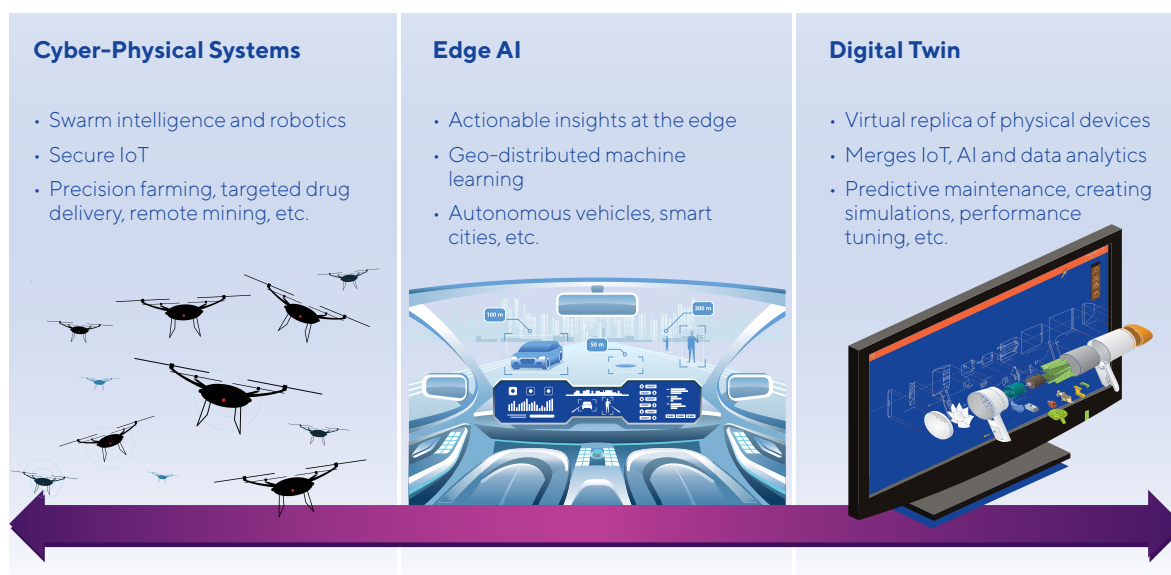 Cyber-Physical Systems
• Swarm intelligence and robotics
• Secure IoT
• Precision farming, targeted drug
delivery, remote mining, etc.
Edge AI
• Actionable insights at the edge
• Geo-distributed machine
learning
• Autonomous vehicles, smart
cities, etc.
100 m
300 m
50 m
Digital Twin
• Virtual replica of physical devices
• Merges IoT, AI and data analytics
• Predictive maintenance, creating
simulations, performance
tuning, etc.